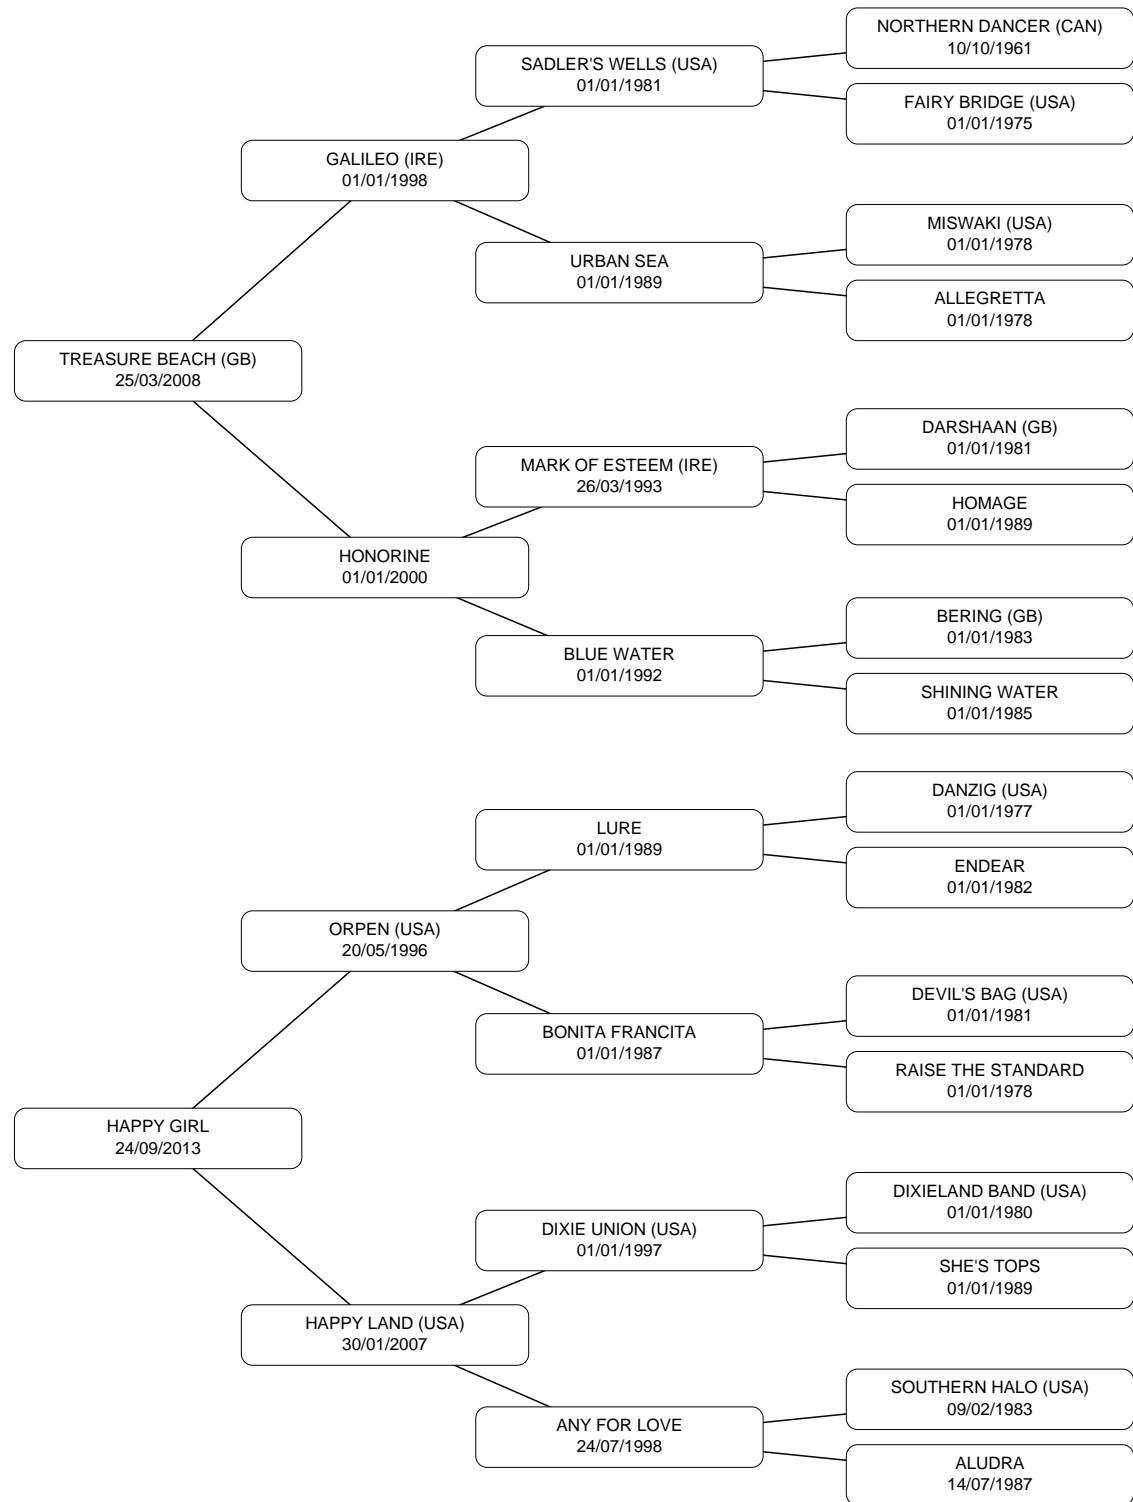 NORTHERN DANCER (CAN)
10/10/1961
SADLER'S WELLS (USA)
01/01/1981
FAIRY BRIDGE (USA)
01/01/1975
GALILEO (IRE)
01/01/1998
MISWAKI (USA)
01/01/1978
URBAN SEA
01/01/1989
ALLEGRETTA
01/01/1978
TREASURE BEACH (GB)
25/03/2008
DARSHAAN (GB)
01/01/1981
MARK OF ESTEEM (IRE)
26/03/1993
HOMAGE
01/01/1989
HONORINE
01/01/2000
BERING (GB)
01/01/1983
BLUE WATER
01/01/1992
SHINING WATER
01/01/1985
DANZIG (USA)
01/01/1977
LURE
01/01/1989
ENDEAR
01/01/1982
ORPEN (USA)
20/05/1996
DEVIL'S BAG (USA)
01/01/1981
BONITA FRANCITA
01/01/1987
RAISE THE STANDARD
01/01/1978
HAPPY GIRL
24/09/2013
DIXIELAND BAND (USA)
01/01/1980
DIXIE UNION (USA)
01/01/1997
SHE'S TOPS
01/01/1989
HAPPY LAND (USA)
30/01/2007
SOUTHERN HALO (USA)
09/02/1983
ANY FOR LOVE
24/07/1998
ALUDRA
14/07/1987